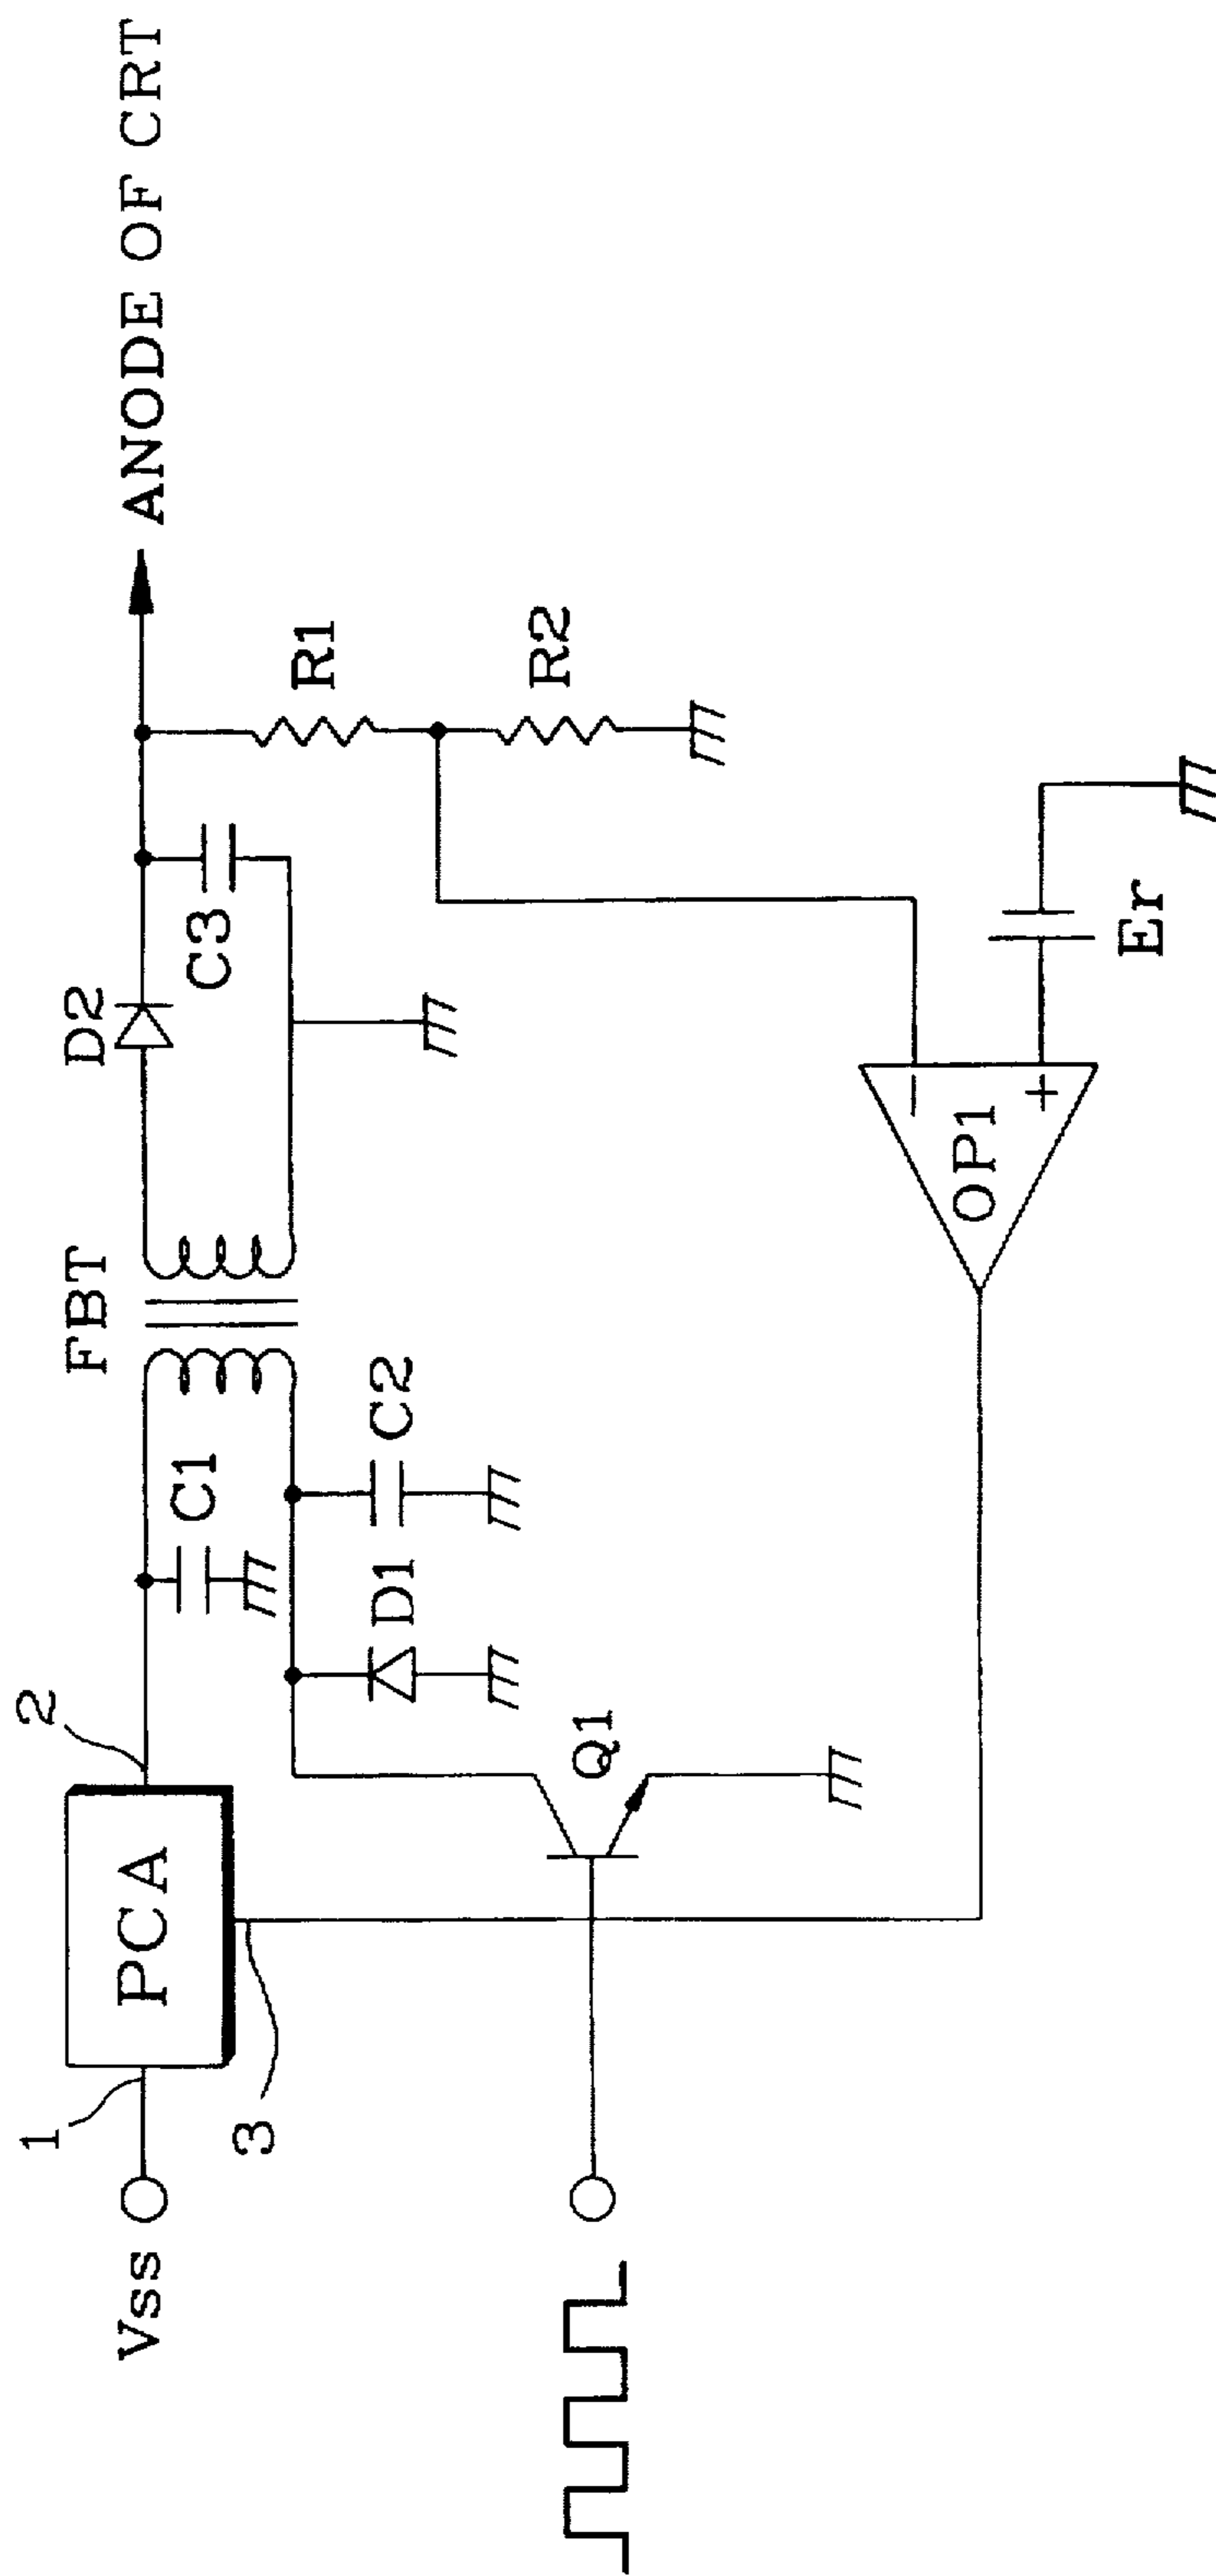 FBT
D2
ANODE OF CRT
2
C1
C3
1
PCA
R1
Vss
3
C2
D1
R2
Q1
OP1
-
+
Er